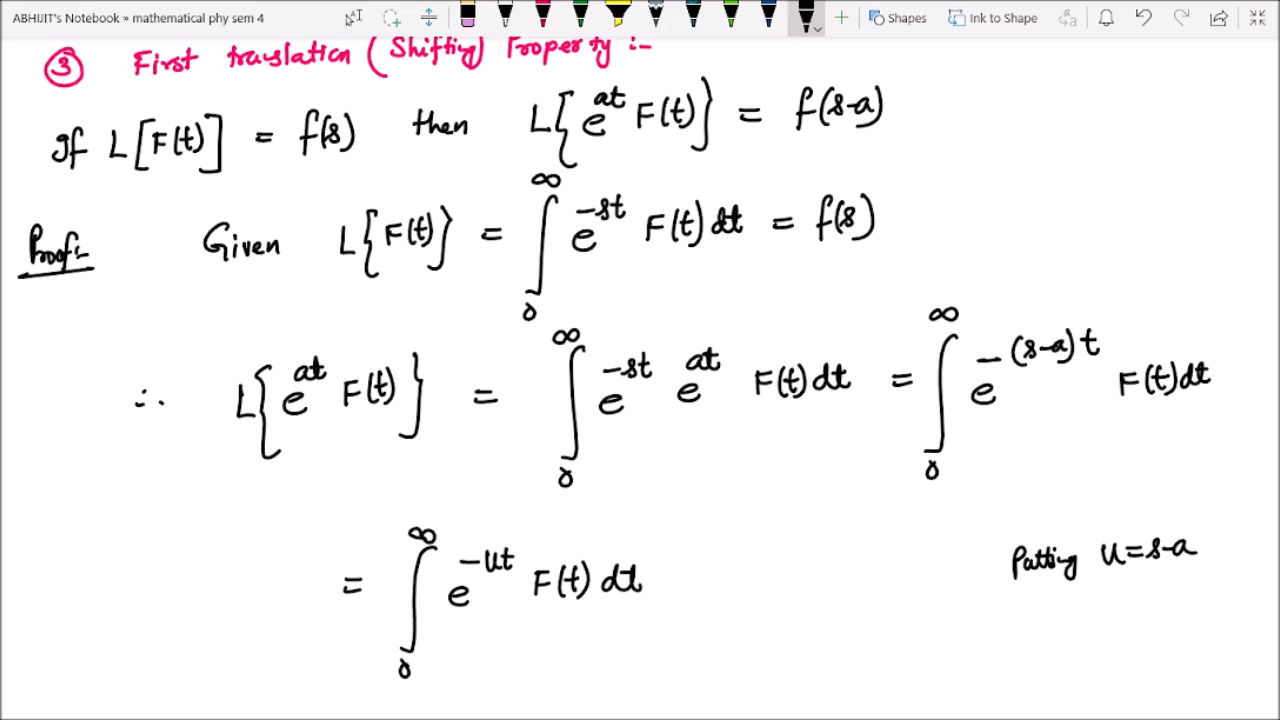 ABHIJIT's Notebook » mathematical phy sem 4
Shapes
Ink to Shape
③ First translation (Shifting) Property :-
If L[F(t)] = f(s) then L{e^{at} F(t)} = f(s-a)
Proof:- Given L{F(t)} = ∫_0^∞ e^{-st} F(t) dt = f(s)
∴ L{e^{at} F(t)} = ∫_0^∞ e^{-st} e^{at} F(t) dt = ∫_0^∞ e^{-(s-a)t} F(t) dt
= ∫_0^∞ e^{-ut} F(t) dt Putting u=s-a